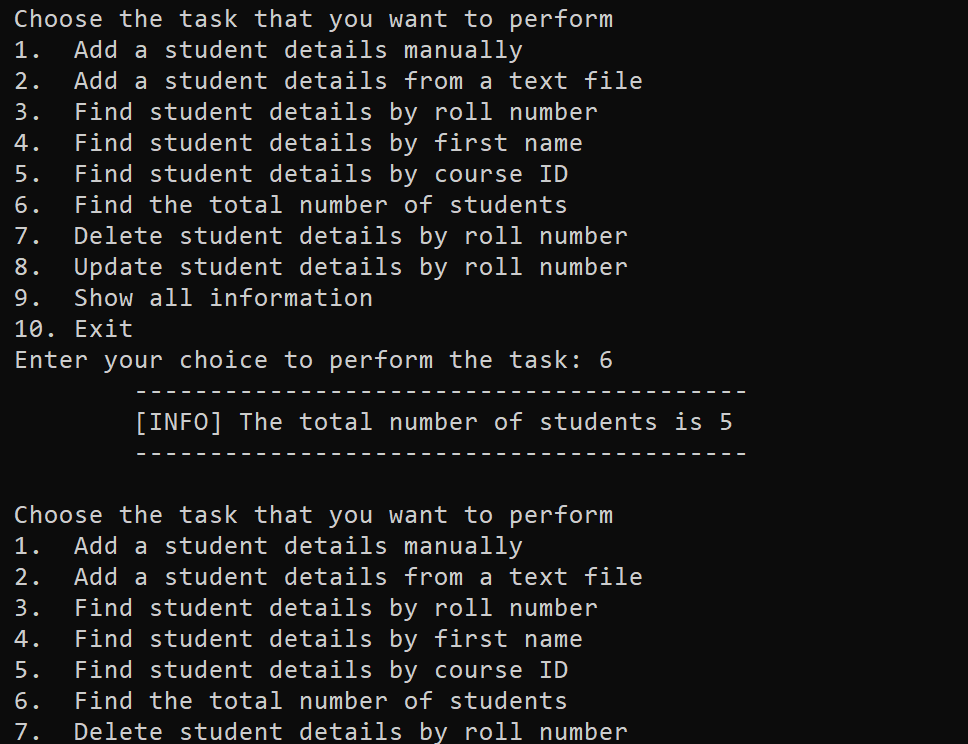 Choose the task that you want to perform
1.  Add a student details manually
2.  Add a student details from a text file
3.  Find student details by roll number
4.  Find student details by first name
5.  Find student details by course ID
6.  Find the total number of students
7.  Delete student details by roll number
8.  Update student details by roll number
9.  Show all information
10. Exit
Enter your choice to perform the task: 6
-----------------------------------------
[INFO] The total number of students is 5
-----------------------------------------
Choose the task that you want to perform
1.  Add a student details manually
2.  Add a student details from a text file
3.  Find student details by roll number
4.  Find student details by first name
5.  Find student details by course ID
6.  Find the total number of students
7.  Delete student details by roll number